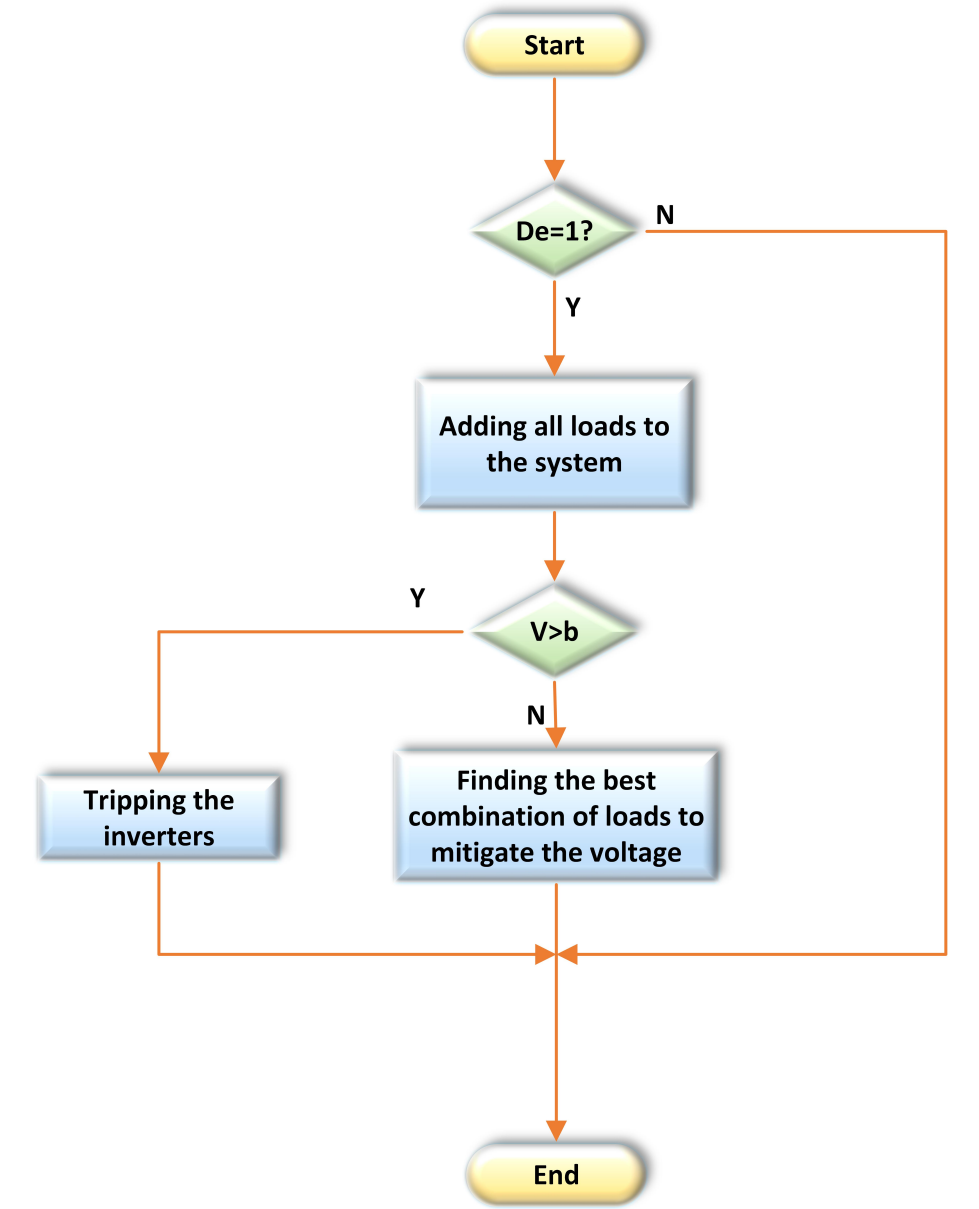 Start
De=1?
N
Y
Adding all loads to
the system
Y
V>b
N
Tripping the
inverters
Finding the best
combination of loads to
mitigate the voltage
End